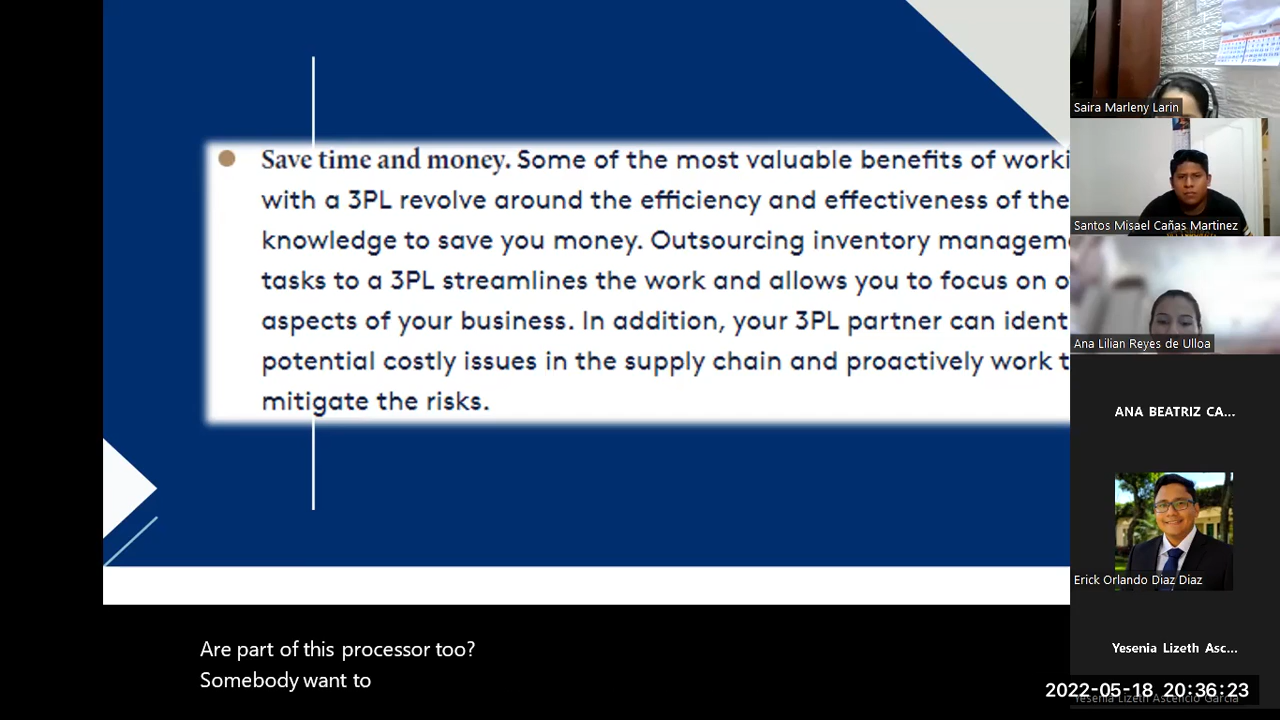 Save time and money. Some of the most valuable benefits of worki
with a 3PL revolve around the efficiency and effectiveness of the
knowledge to save you money. Outsourcing inventory managem
tasks to a 3PL streamlines the work and allows you to focus on o
aspects of your business. In addition, your 3PL partner can ident
potential costly issues in the supply chain and proactively work t
mitigate the risks.
Are part of this processor too?
Somebody want to
Saira Marleny Larin
Santos Misael Cañas Martinez
Ana Lilian Reyes de Ulloa
ANA BEATRIZ CA...
Erick Orlando Diaz Diaz
Yesenia Lizeth Asc...
Yesenia Lizeth Ascencio Garcia
2022-05-18 20:36:23